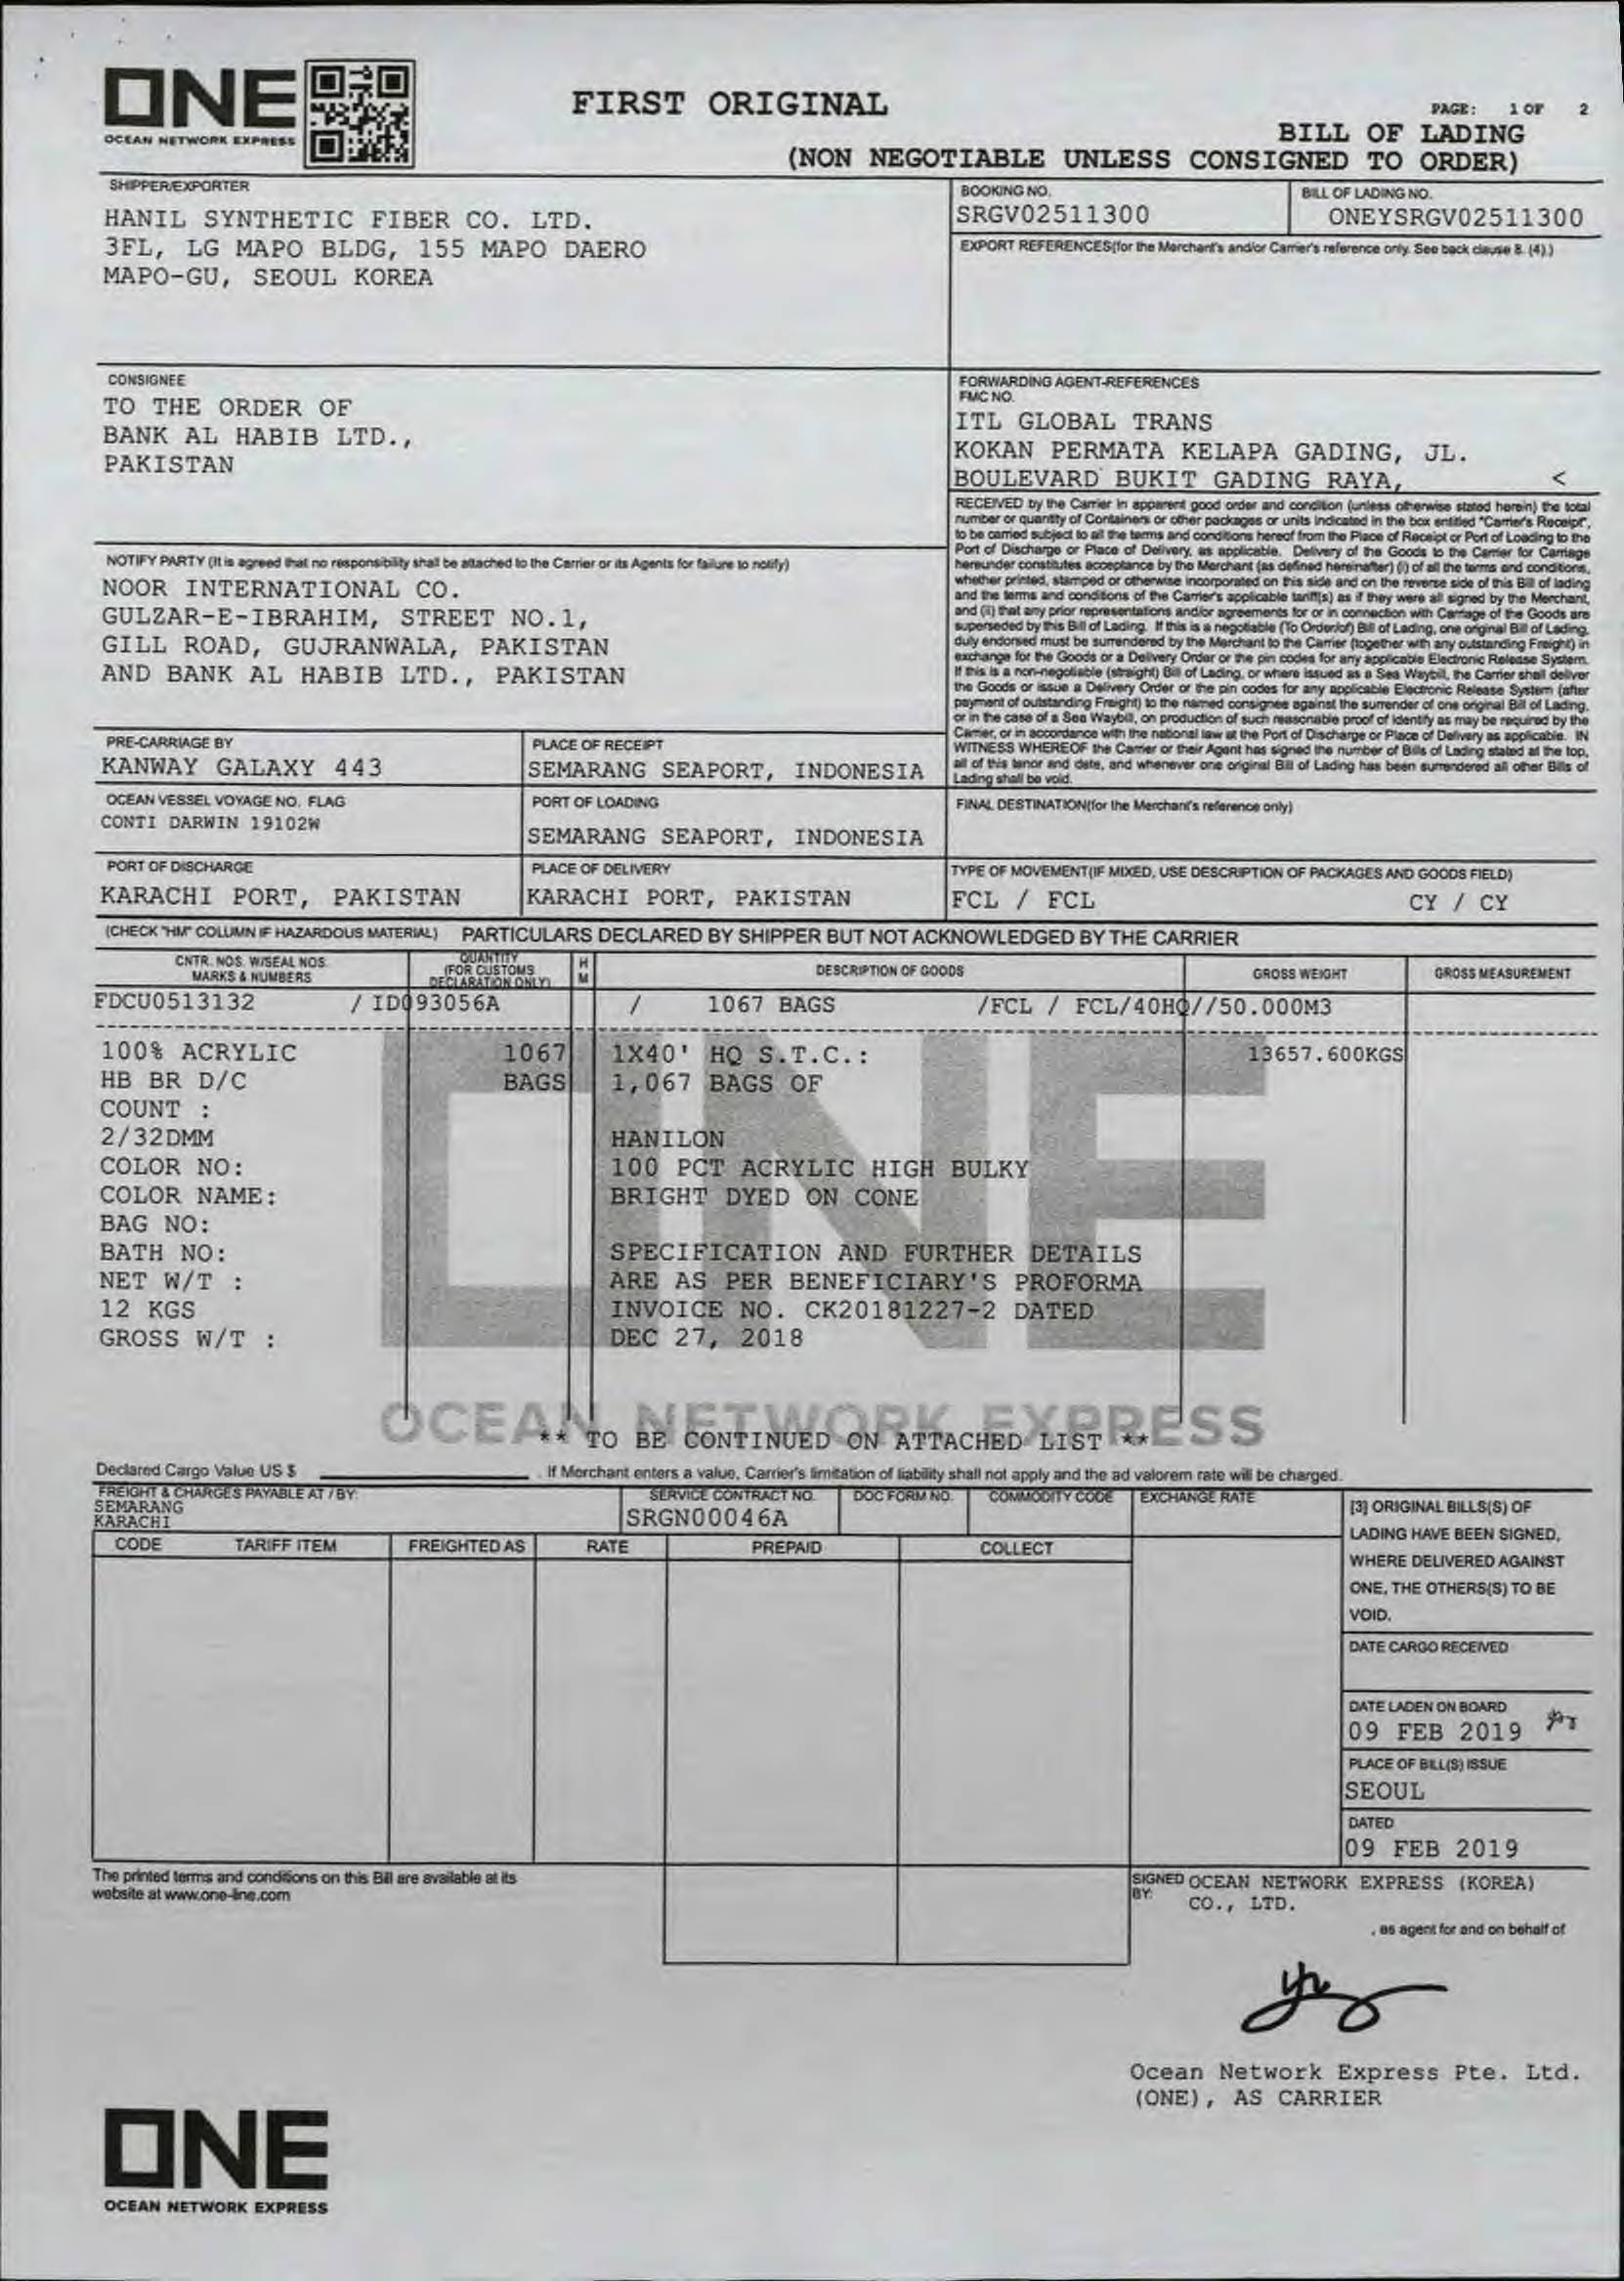 ONE
OCEAN NETWORK EXPRESS
FIRST ORIGINAL
PAGE: 1 OF 2
BILL OF LADING
(NON NEGOTIABLE UNLESS CONSIGNED TO ORDER)
SHIPPER/EXPORTER
HANIL SYNTHETIC FIBER CO. LTD.
3FL, LG MAPO BLDG, 155 MAPO DAERO
MAPO-GU, SEOUL KOREA
BOOKING NO.
SRGV02511300
BILL OF LADING NO.
ONEYSRGV02511300
EXPORT REFERENCES(for the Merchant's and/or Carrier's reference only. See back clause 8. (4).)
CONSIGNEE
TO THE ORDER OF
BANK AL HABIB LTD.,
PAKISTAN
FORWARDING AGENT-REFERENCES
FMC NO.
ITL GLOBAL TRANS
KOKAN PERMATA KELAPA GADING, JL.
BOULEVARD BUKIT GADING RAYA, <
RECEIVED by the Carrier in apparent good order and condition (unless otherwise stated herein) the total
number or quantity of Containers or other packages or units indicated in the box entitled "Carrier's Receipt",
to be carried subject to all the terms and conditions hereof from the Place of Receipt or Port of Loading to the
Port of Discharge or Place of Delivery, as applicable. Delivery of the Goods to the Carrier for Carriage
hereunder constitutes acceptance by the Merchant (as defined hereinafter) (i) of all the terms and conditions,
whether printed, stamped or otherwise incorporated on this side and on the reverse side of this Bill of lading
and the terms and conditions of the Carrier's applicable tariff(s) as if they were all signed by the Merchant,
and (ii) that any prior representations and/or agreements for or in connection with Carriage of the Goods are
superseded by this Bill of Lading. If this is a negotiable (To Order/of) Bill of Lading, one original Bill of Lading,
duly endorsed must be surrendered by the Merchant to the Carrier (together with any outstanding Freight) in
exchange for the Goods or a Delivery Order or the pin codes for any applicable Electronic Release System.
If this is a non-negotiable (straight) Bill of Lading, or where issued as a Sea Waybill, the Carrier shall deliver
the Goods or issue a Delivery Order or the pin codes for any applicable Electronic Release System (after
payment of outstanding Freight) to the named consignee against the surrender of one original Bill of Lading,
or in the case of a Sea Waybill, on production of such reasonable proof of identify as may be required by the
Carrier, or in accordance with the national law at the Port of Discharge or Place of Delivery as applicable. IN
WITNESS WHEREOF the Carrier or their Agent has signed the number of Bills of Lading stated at the top,
all of this tenor and date, and whenever one original Bill of Lading has been surrendered all other Bills of
Lading shall be void.
NOTIFY PARTY (It is agreed that no responsibility shall be attached to the Carrier or its Agents for failure to notify)
NOOR INTERNATIONAL CO.
GULZAR-E-IBRAHIM, STREET NO.1,
GILL ROAD, GUJRANWALA, PAKISTAN
AND BANK AL HABIB LTD., PAKISTAN
PRE-CARRIAGE BY
KANWAY GALAXY 443
PLACE OF RECEIPT
SEMARANG SEAPORT, INDONESIA
OCEAN VESSEL VOYAGE NO. FLAG
CONTI DARWIN 19102W
PORT OF LOADING
SEMARANG SEAPORT, INDONESIA
FINAL DESTINATION(for the Merchant's reference only)
PORT OF DISCHARGE
KARACHI PORT, PAKISTAN
PLACE OF DELIVERY
KARACHI PORT, PAKISTAN
TYPE OF MOVEMENT(IF MIXED, USE DESCRIPTION OF PACKAGES AND GOODS FIELD)
FCL / FCL CY / CY
(CHECK "HM" COLUMN IF HAZARDOUS MATERIAL) PARTICULARS DECLARED BY SHIPPER BUT NOT ACKNOWLEDGED BY THE CARRIER
CNTR. NOS. W/SEAL NOS.
MARKS & NUMBERS
QUANTITY
(FOR CUSTOMS
DECLARATION ONLY)
H
M
DESCRIPTION OF GOODS
GROSS WEIGHT
GROSS MEASUREMENT
FDCU0513132 / ID093056A / 1067 BAGS /FCL / FCL/40HQ//50.000M3
100% ACRYLIC 1067 1X40' HQ S.T.C.: 13657.600KGS
HB BR D/C BAGS 1,067 BAGS OF
COUNT :
2/32DMM HANILON
COLOR NO: 100 PCT ACRYLIC HIGH BULKY
COLOR NAME: BRIGHT DYED ON CONE
BAG NO:
BATH NO: SPECIFICATION AND FURTHER DETAILS
NET W/T : ARE AS PER BENEFICIARY'S PROFORMA
12 KGS INVOICE NO. CK20181227-2 DATED
GROSS W/T : DEC 27, 2018
ONE
OCEAN NETWORK EXPRESS
** TO BE CONTINUED ON ATTACHED LIST **
Declared Cargo Value US $ . If Merchant enters a value, Carrier's limitation of liability shall not apply and the ad valorem rate will be charged.
FREIGHT & CHARGES PAYABLE AT / BY:
SEMARANG
KARACHI
SERVICE CONTRACT NO.
SRGN00046A
DOC FORM NO.
COMMODITY CODE
EXCHANGE RATE
CODE TARIFF ITEM FREIGHTED AS RATE PREPAID COLLECT
[3] ORIGINAL BILLS(S) OF
LADING HAVE BEEN SIGNED,
WHERE DELIVERED AGAINST
ONE, THE OTHERS(S) TO BE
VOID.
DATE CARGO RECEIVED
DATE LADEN ON BOARD
09 FEB 2019
PLACE OF BILL(S) ISSUE
SEOUL
DATED
09 FEB 2019
The printed terms and conditions on this Bill are available at its
website at www.one-line.com
SIGNED BY: OCEAN NETWORK EXPRESS (KOREA)
CO., LTD.
, as agent for and on behalf of
Ocean Network Express Pte. Ltd.
(ONE), AS CARRIER
ONE
OCEAN NETWORK EXPRESS